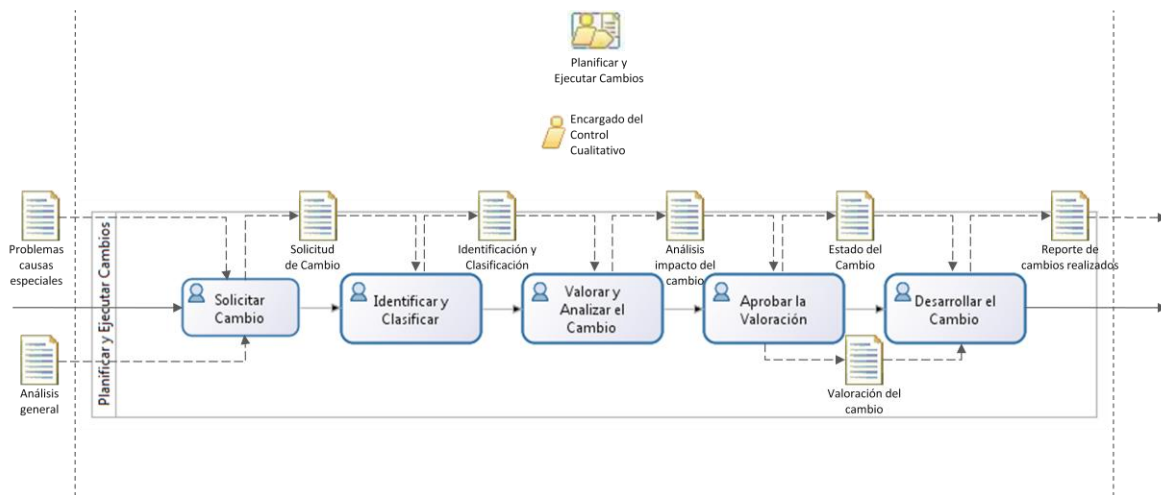 Planificar y
Ejecutar Cambios
Encargado del
Control
Cualitativo
Planificar y Ejecutar Cambios
Problemas
causas
especiales
Solicitud
de Cambio
Identificación y
Clasificación
Análisis
impacto del
cambio
Estado del
Cambio
Reporte de
cambios realizados
Solicitar
Cambio
Identificar y
Clasificar
Valorar y
Analizar el
Cambio
Aprobar la
Valoración
Desarrollar el
Cambio
Análisis
general
Valoración del
cambio